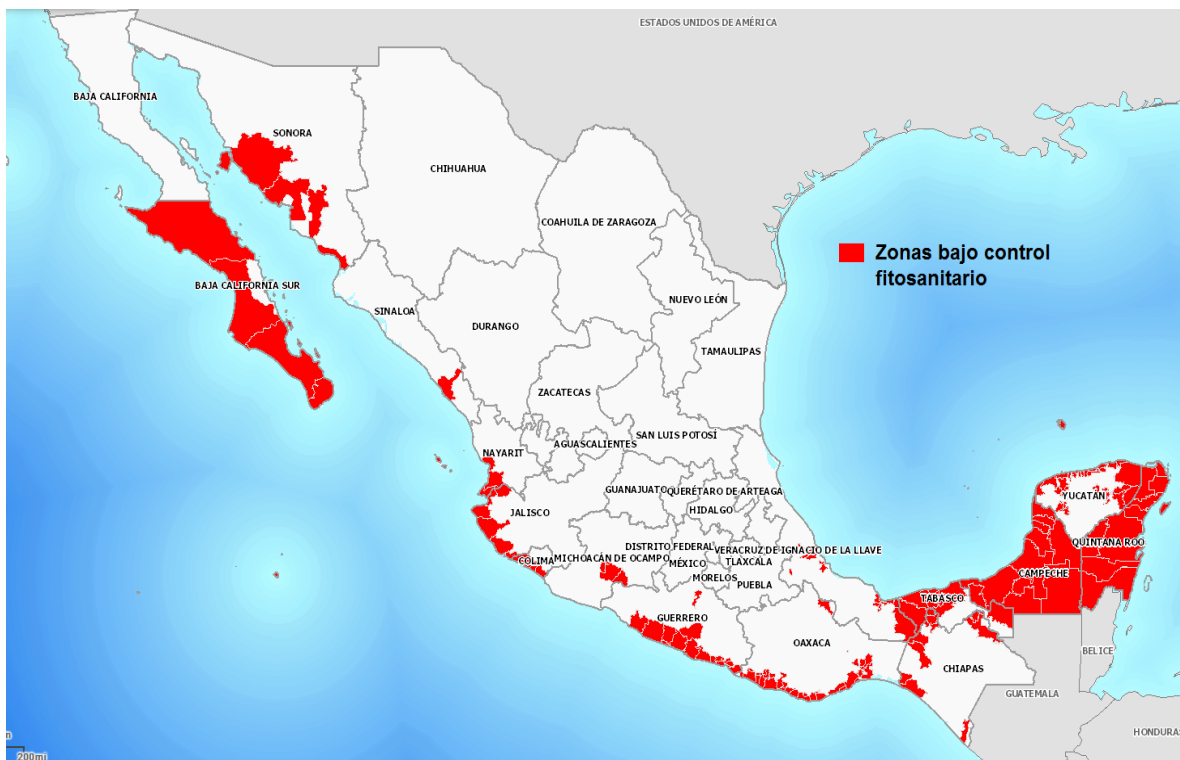 ESTADOS UNIDOS DE AMÉRICA
BAJA CALIFORNIA
SONORA
CHIHUAHUA
COAHUILA DE ZARAGOZA
Zonas bajo control
fitosanitario
BAJA CALIFORNIA SUR
NUEVO LEÓN
SINALOA
DURANGO
TAMAULIPAS
ZACATECAS
SAN LUIS POTOSÍ
AGUASCALIENTES
NAYARIT
GUANAJUATO
QUERÉTARO DE ARTEAGA
YUCATÁN
HIDALGO
JALISCO
QUINTANA ROO
DISTRITO FEDERAL
VERACRUZ DE IGNACIO DE LA LLAVE
COLIMA
MICHOACÁN DE OCAMPO
MÉXICO
TLAXCALA
CAMPECHE
MORELOS
PUEBLA
TABASCO
GUERRERO
OAXACA
BELICE
CHIAPAS
GUATEMALA
HONDURAS
200mi